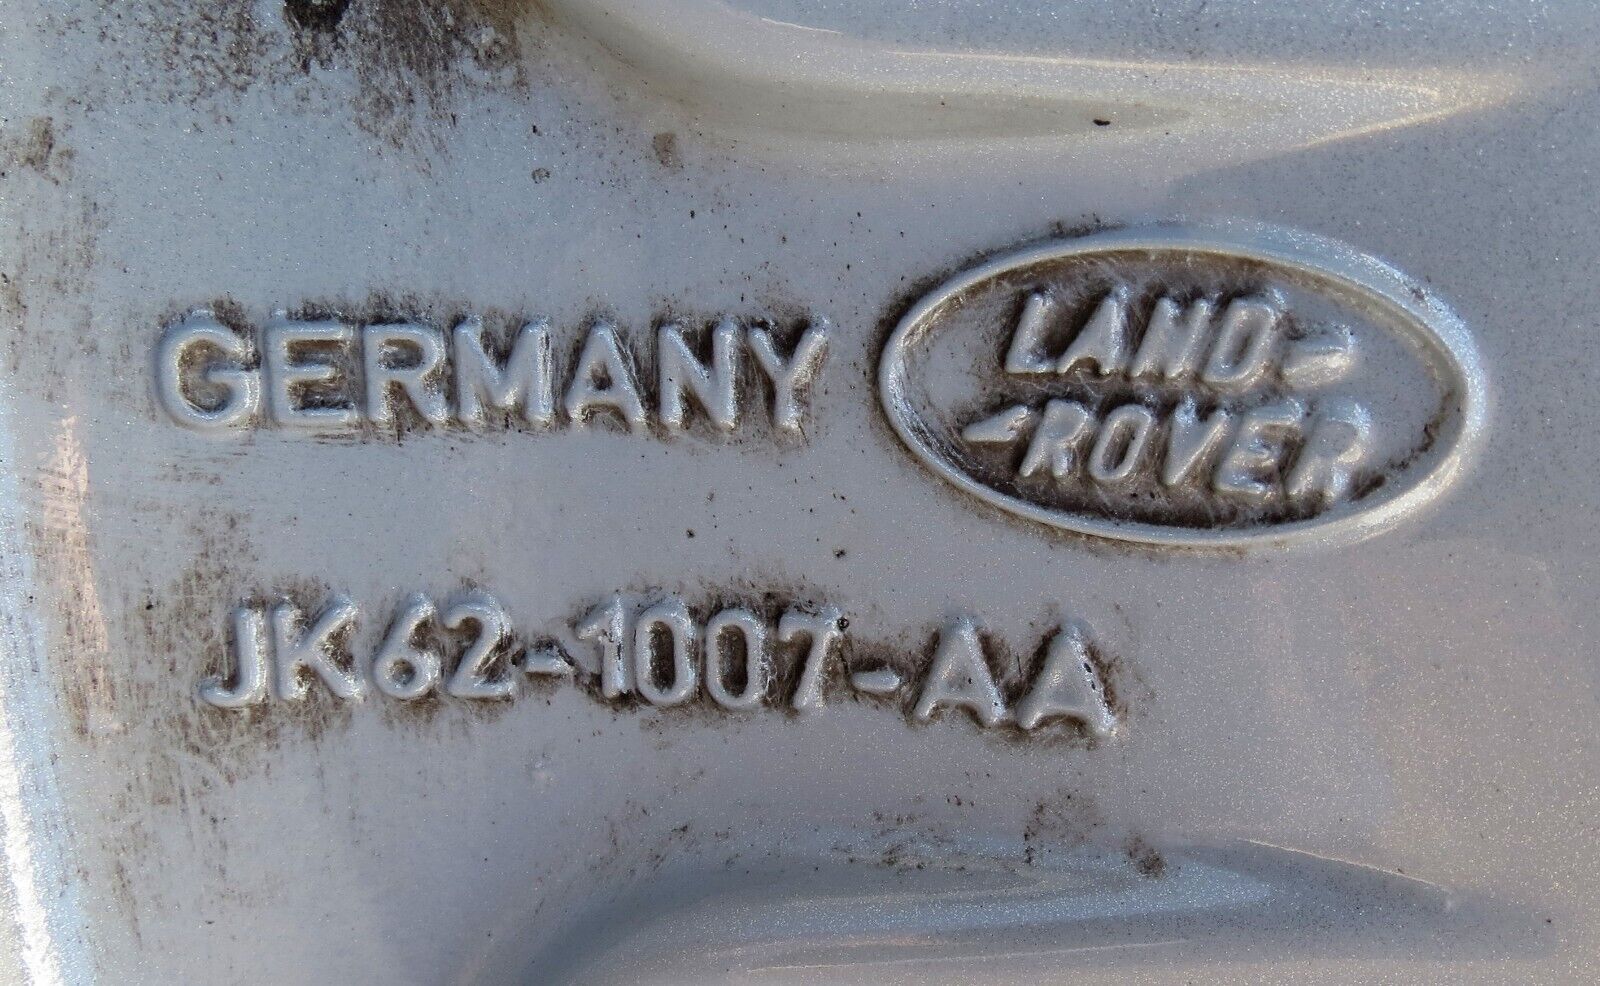 GERMANY
LAND-
-ROVER
JK62-1007-AA